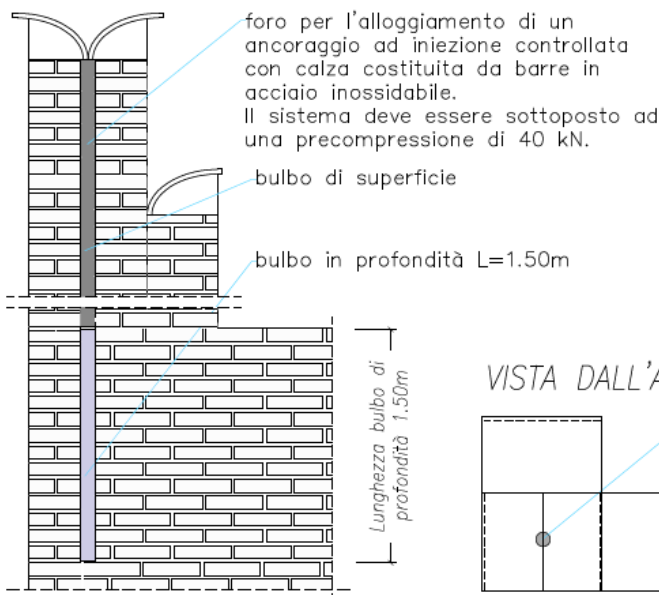 foro per l'alloggiamento di un
ancoraggio ad iniezione controllata
con calza costituita da barre in
acciaio inossidabile.
Il sistema deve essere sottoposto ad
una precompressione di 40 kN.
bulbo di superficie
bulbo in profondità L=1.50m
Lunghezza bulbo di
profondità 1.50m
VISTA DALL'A